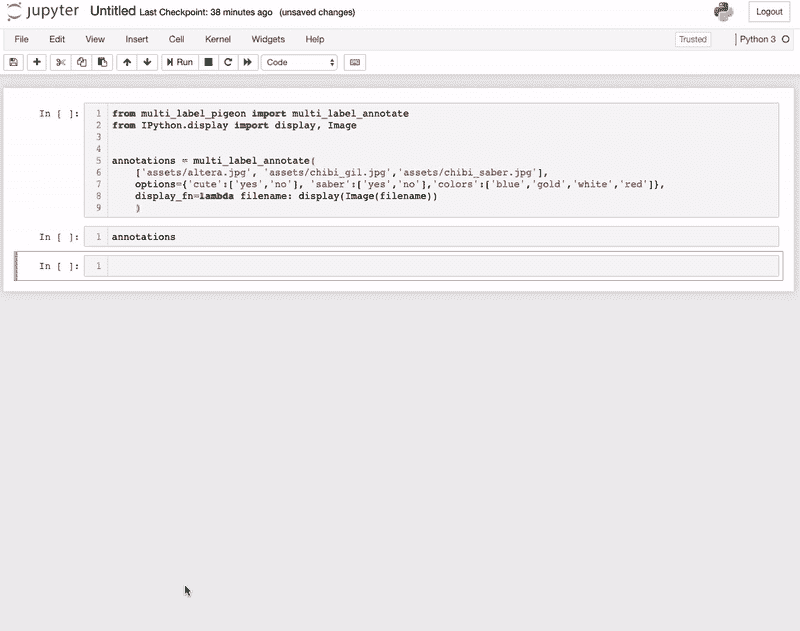 jupyter Untitled Last Checkpoint: 38 minutes ago (unsaved changes) Logout
File Edit View Insert Cell Kernel Widgets Help Trusted Python 3
Run Code
In [ ]:
1 from multi_label_pigeon import multi_label_annotate
2 from IPython.display import display, Image
3
4
5 annotations = multi_label_annotate(
6 ['assets/altera.jpg', 'assets/chibi_gil.jpg','assets/chibi_saber.jpg'],
7 options={'cute':['yes','no'], 'saber':['yes','no'],'colors':['blue','gold','white','red']},
8 display_fn=lambda filename: display(Image(filename))
9 )
In [ ]: 1 annotations
In [ ]: 1